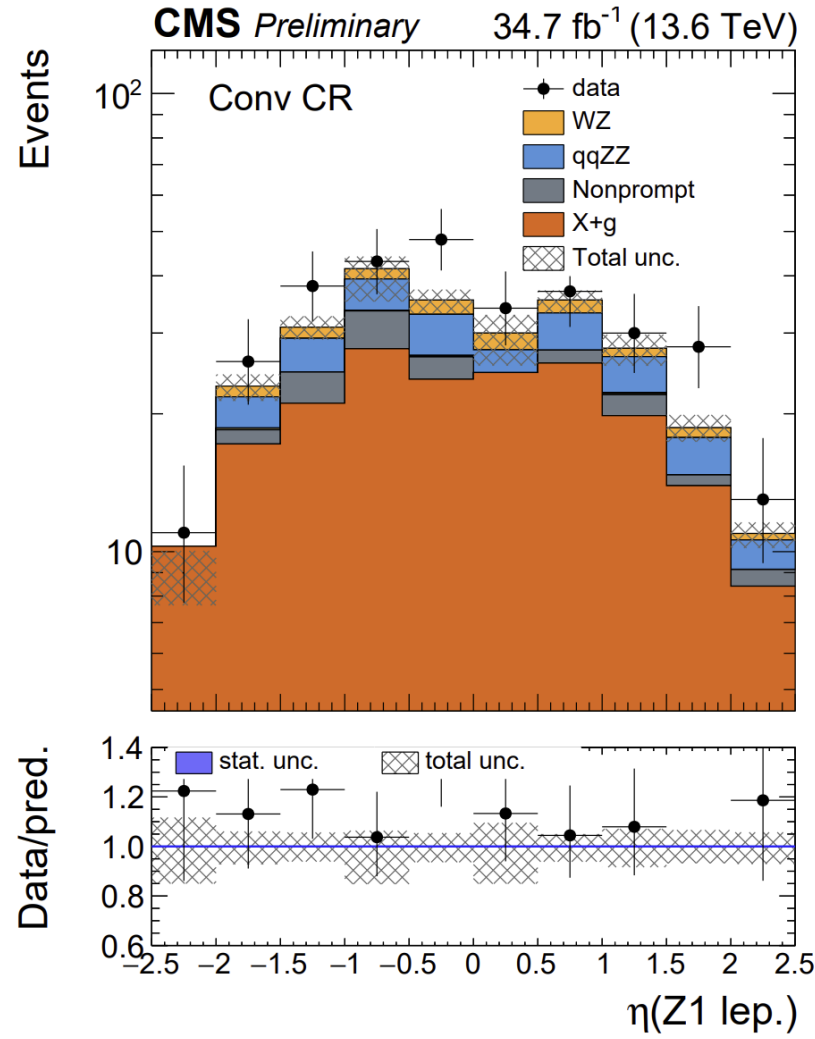 CMS Preliminary 34.7 fb⁻¹ (13.6 TeV)
Events
10²
Conv CR
data
WZ
qqZZ
Nonprompt
X+g
Total unc.
10
Data/pred.
1.4
stat. unc.
total unc.
1.2
1.0
0.8
0.6
−2.5 −2 −1.5 −1 −0.5 0 0.5 1 1.5 2 2.5
η(Z1 lep.)